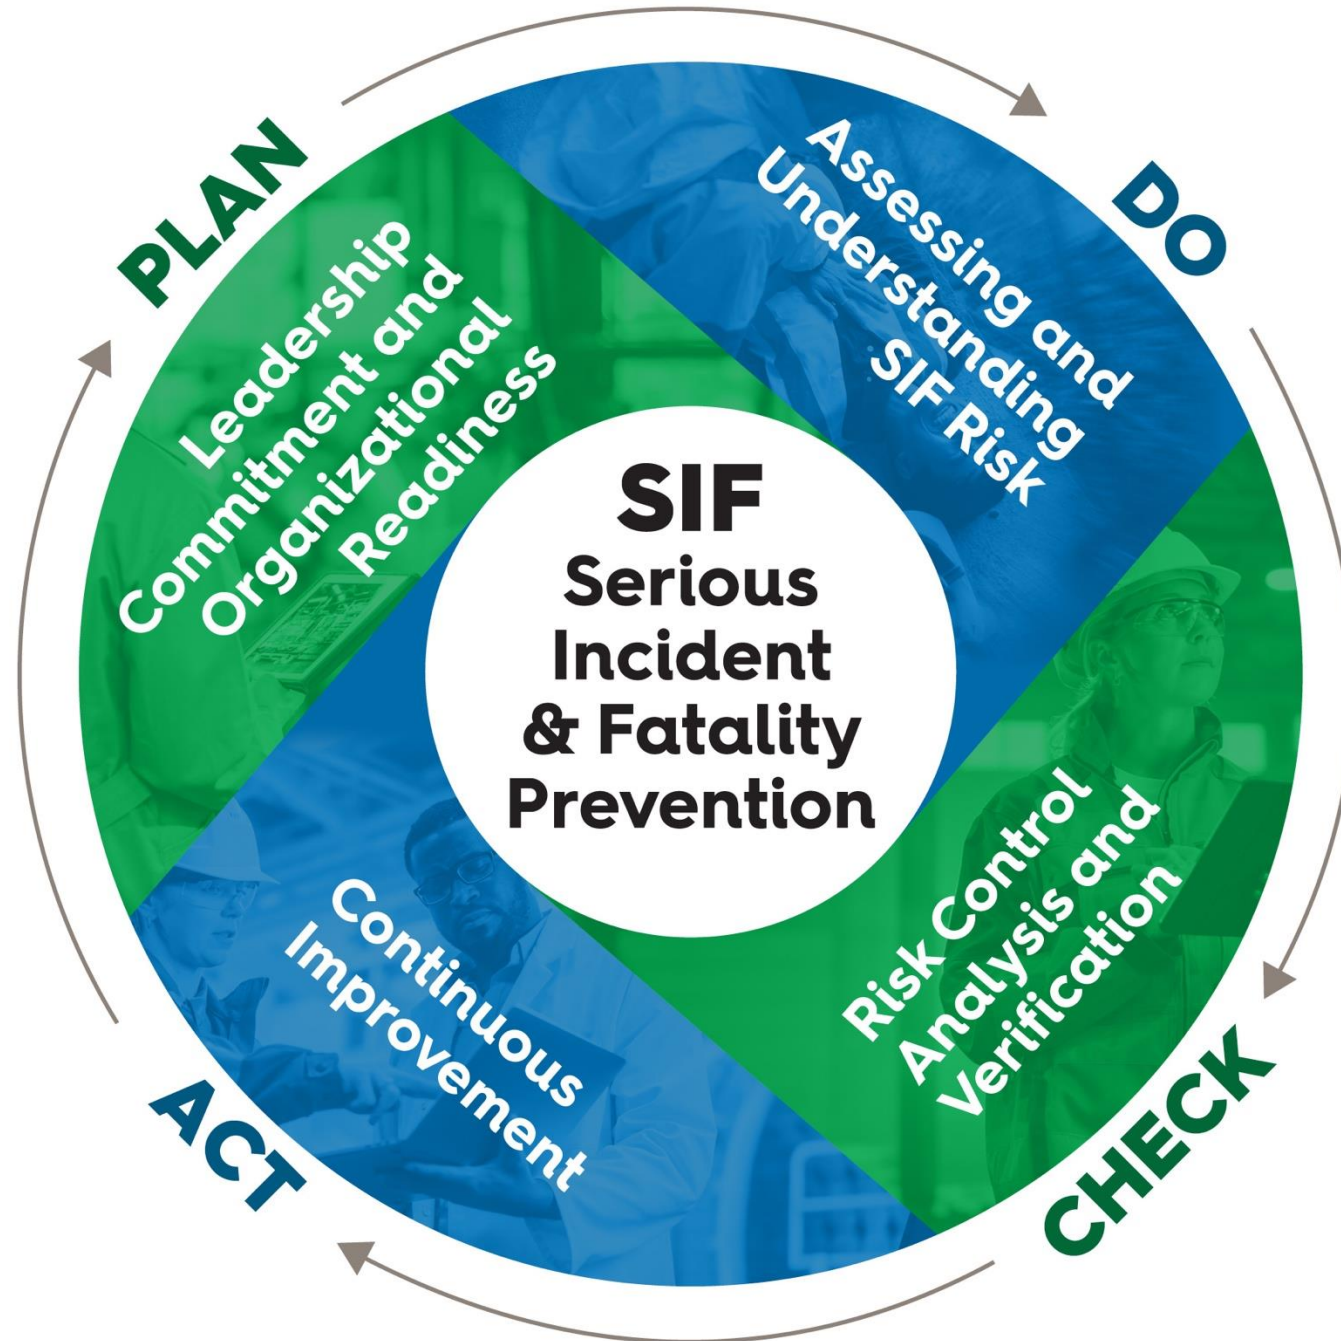 PLAN
Leadership
Commitment and
Organizational
Readiness
DO
Assessing and
Understanding
SIF Risk
SIF
Serious
Incident
& Fatality
Prevention
CHECK
Risk Control
Analysis and
Verification
ACT
Continuous
Improvement